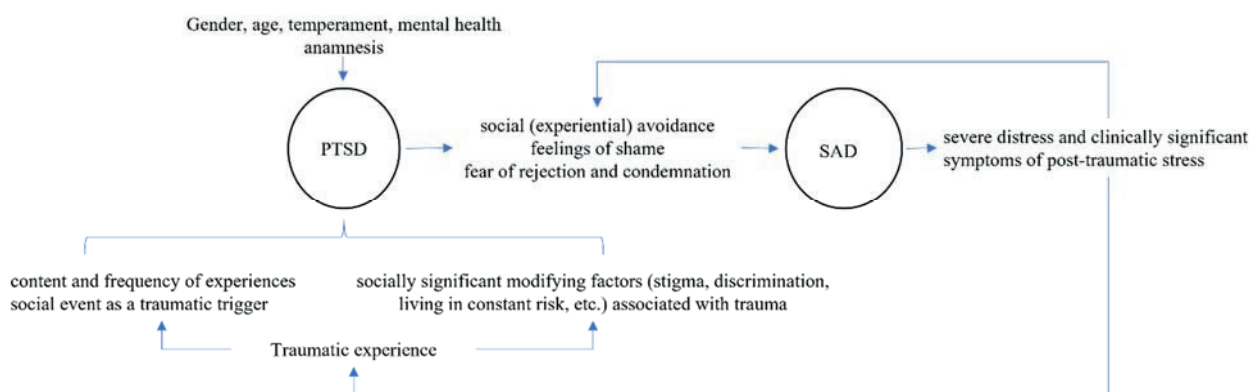 Gender, age, temperament, mental health
anamnesis
PTSD
social (experiential) avoidance
feelings of shame
fear of rejection and condemnation
SAD
severe distress and clinically significant
symptoms of post-traumatic stress
content and frequency of experiences
social event as a traumatic trigger
socially significant modifying factors (stigma, discrimination,
living in constant risk, etc.) associated with trauma
Traumatic experience